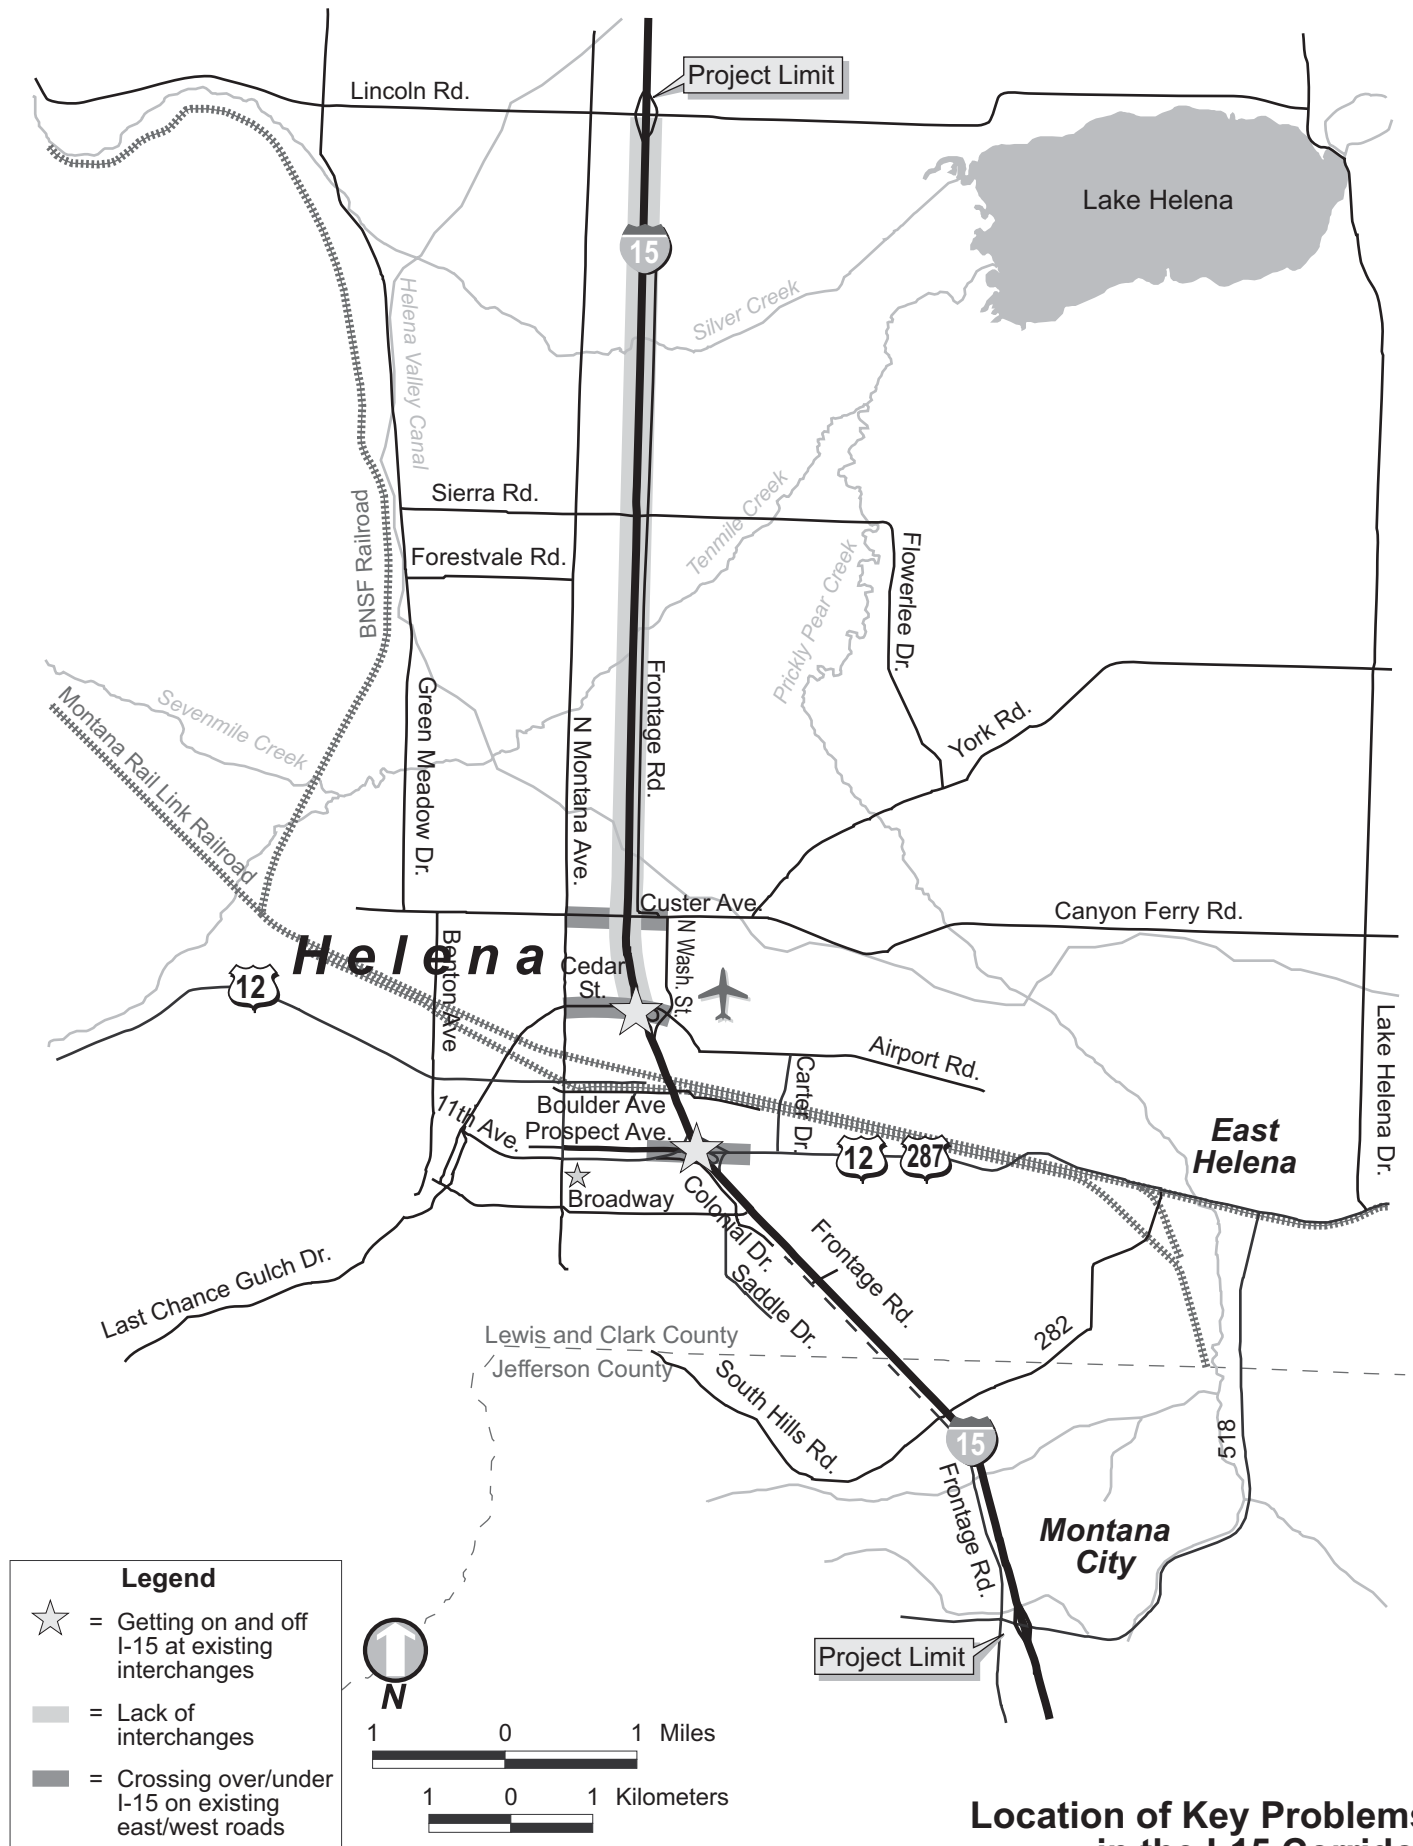 Project Limit
Lincoln Rd.
Lake Helena
15
Helena Valley Canal
Silver Creek
Sierra Rd.
Tenmile Creek
BNSF Railroad
Forestvale Rd.
Flowerlee Dr.
Prickly Pear Creek
Frontage Rd.
Green Meadow Dr.
Sevenmile Creek
Montana Rail Link Railroad
N Montana Ave.
York Rd.
Custer Ave.
Canyon Ferry Rd.
Helena
Benton Ave
Cedar
St.
N Wash. St.
12
Lake Helena Dr.
Airport Rd.
Carter Dr.
Boulder Ave
11th Ave.
Prospect Ave.
12
287
East
Helena
Broadway
Colonial Dr.
Frontage Rd.
Saddle Dr.
Last Chance Gulch Dr.
Lewis and Clark County
Jefferson County
282
South Hills Rd.
15
518
Frontage Rd.
Montana
City
Project Limit
Legend
= Getting on and off
I-15 at existing
interchanges
= Lack of
interchanges
= Crossing over/under
I-15 on existing
east/west roads
N
1 0 1 Miles
1 0 1 Kilometers
Location of Key Problems